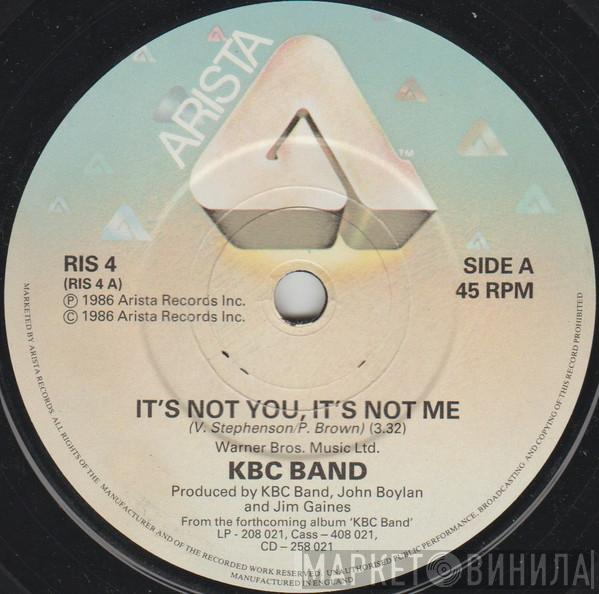 ARISTA
TM
RIS 4
(RIS 4 A)
℗ 1986 Arista Records Inc.
© 1986 Arista Records Inc.
SIDE A
45 RPM
IT'S NOT YOU, IT'S NOT ME
(V. Stephenson/P. Brown) (3.32)
Warner Bros. Music Ltd.
KBC BAND
Produced by KBC Band, John Boylan
and Jim Gaines
From the forthcoming album 'KBC Band'
LP - 208 021, Cass – 408 021,
CD – 258 021
MARKETED BY ARISTA RECORDS. ALL RIGHTS OF THE MANUFACTURER AND OF THE RECORDED WORK RESERVED. UNAUTHORISED PUBLIC PERFORMANCE, BROADCASTING AND COPYING OF THIS RECORD PROHIBITED
MANUFACTURED IN ENGLAND
МАРКЕТ ВИНИЛА